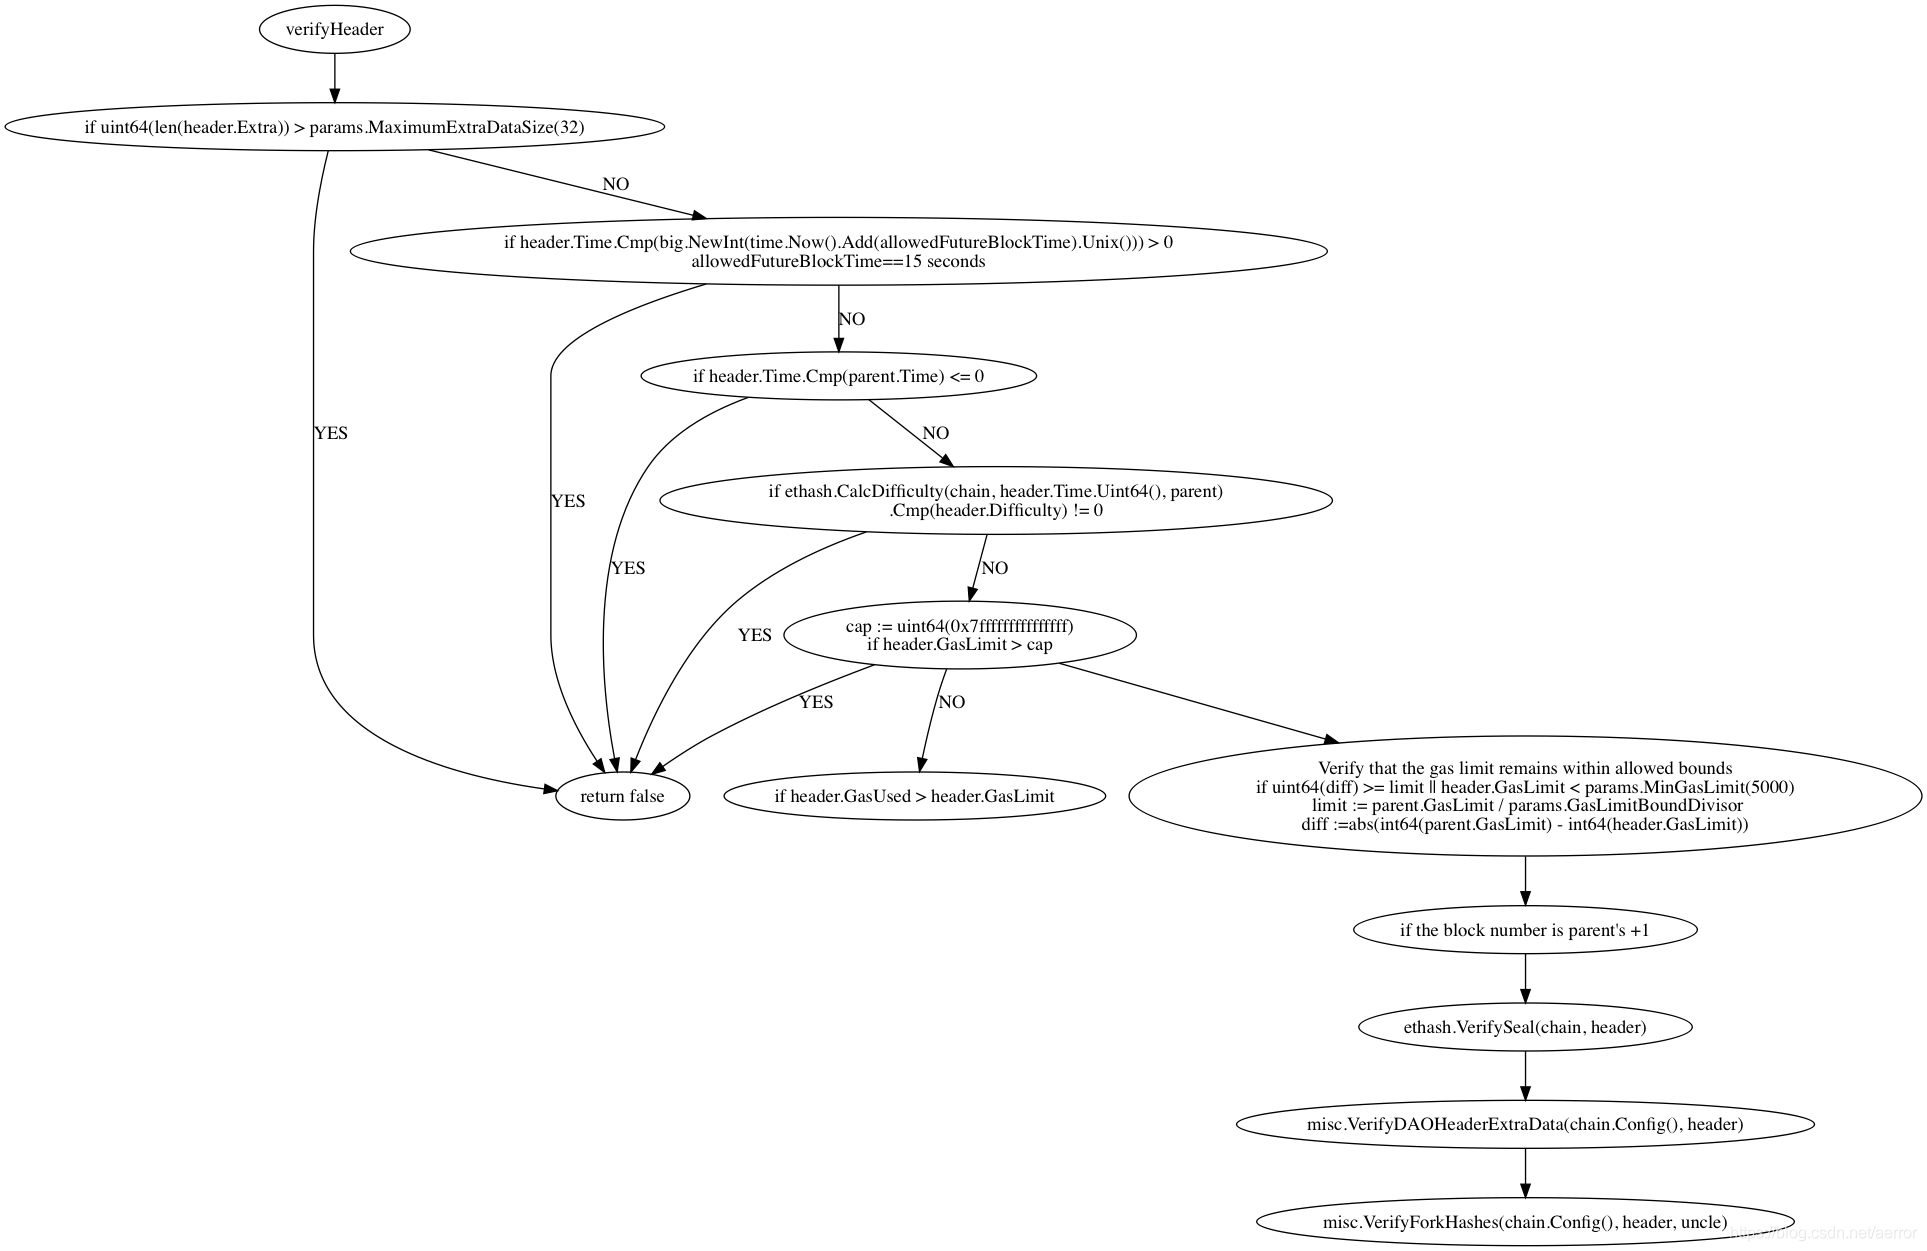 verifyHeader
if uint64(len(header.Extra)) > params.MaximumExtraDataSize(32)
NO
if header.Time.Cmp(big.NewInt(time.Now().Add(allowedFutureBlockTime).Unix())) > 0
allowedFutureBlockTime==15 seconds
NO
if header.Time.Cmp(parent.Time) <= 0
YES
NO
if ethash.CalcDifficulty(chain, header.Time.Uint64(), parent)
.Cmp(header.Difficulty) != 0
YES
YES
NO
cap := uint64(0x7fffffffffffffff)
if header.GasLimit > cap
YES
YES
NO
return false
if header.GasUsed > header.GasLimit
Verify that the gas limit remains within allowed bounds
if uint64(diff) >= limit || header.GasLimit < params.MinGasLimit(5000)
limit := parent.GasLimit / params.GasLimitBoundDivisor
diff :=abs(int64(parent.GasLimit) - int64(header.GasLimit))
if the block number is parent's +1
ethash.VerifySeal(chain, header)
misc.VerifyDAOHeaderExtraData(chain.Config(), header)
misc.VerifyForkHashes(chain.Config(), header, uncle)
https://blog.csdn.net/aerror